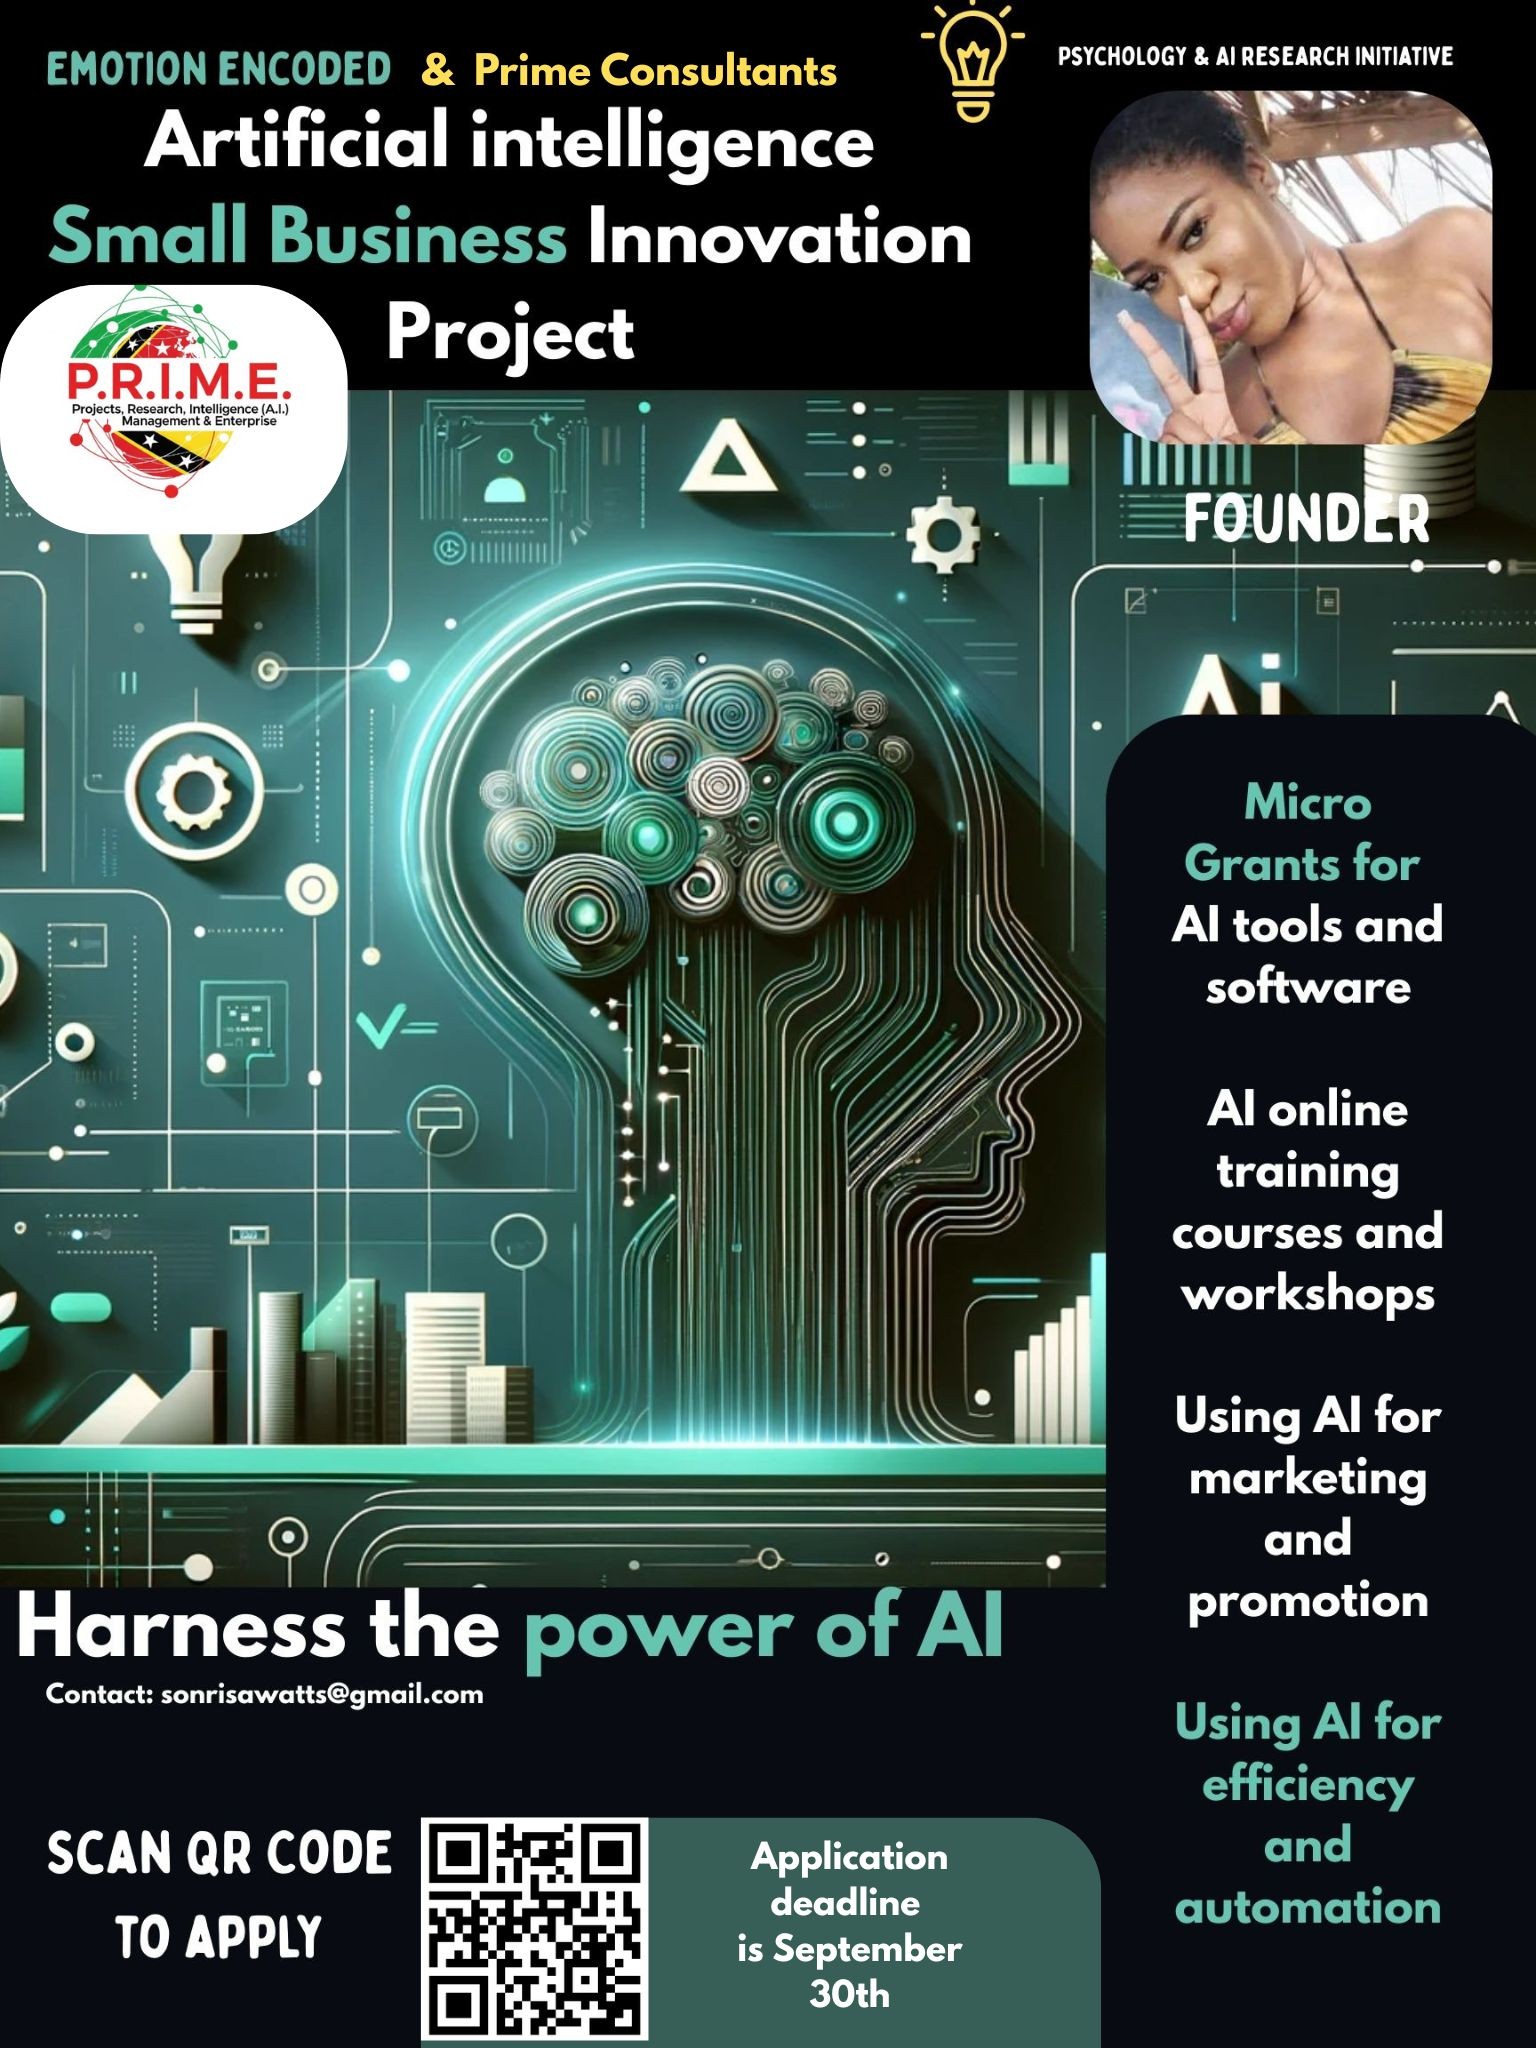 EMOTION ENCODED & Prime Consultants
PSYCHOLOGY & AI RESEARCH INITIATIVE
Artificial intelligence
Small Business Innovation
Project
P.R.I.M.E.
Projects, Research, Intelligence (A.I.)
Management & Enterprise
FOUNDER
Ai
Micro
Grants for
AI tools and
software
AI online
training
courses and
workshops
Using AI for
marketing
and
promotion
Using AI for
efficiency
and
automation
Harness the power of AI
Contact: sonrisawatts@gmail.com
SCAN QR CODE
TO APPLY
Application
deadline
is September
30th